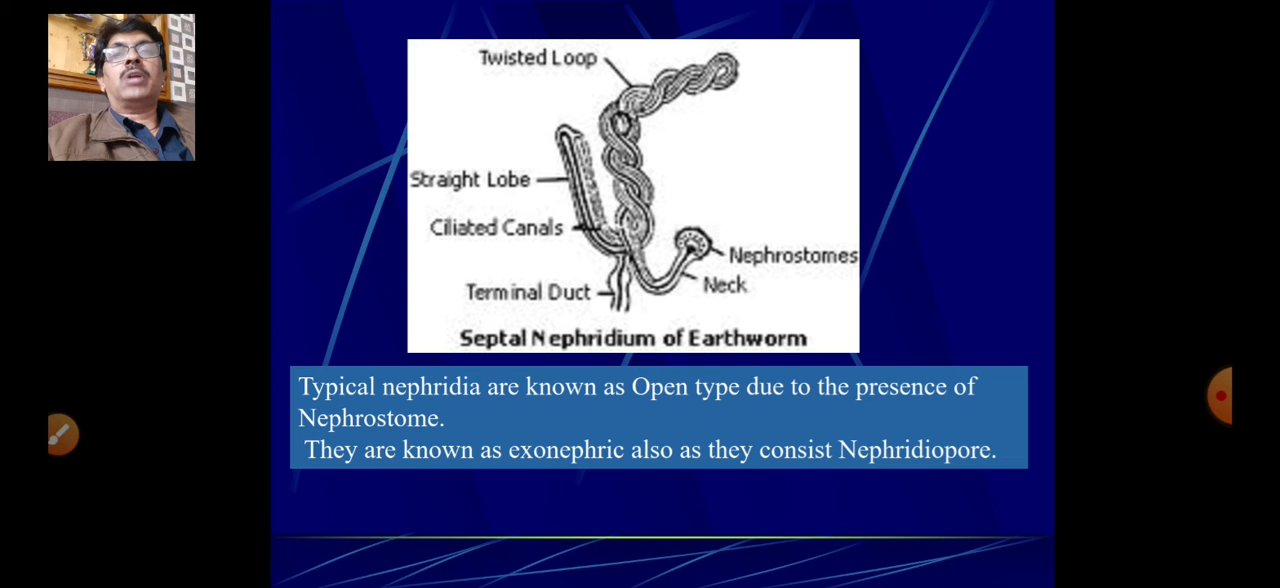 Twisted Loop
Straight Lobe
Ciliated Canals
Nephrostomes
Neck
Terminal Duct
Septal Nephridium of Earthworm
Typical nephridia are known as Open type due to the presence of
Nephrostome.
They are known as exonephric also as they consist Nephridiopore.